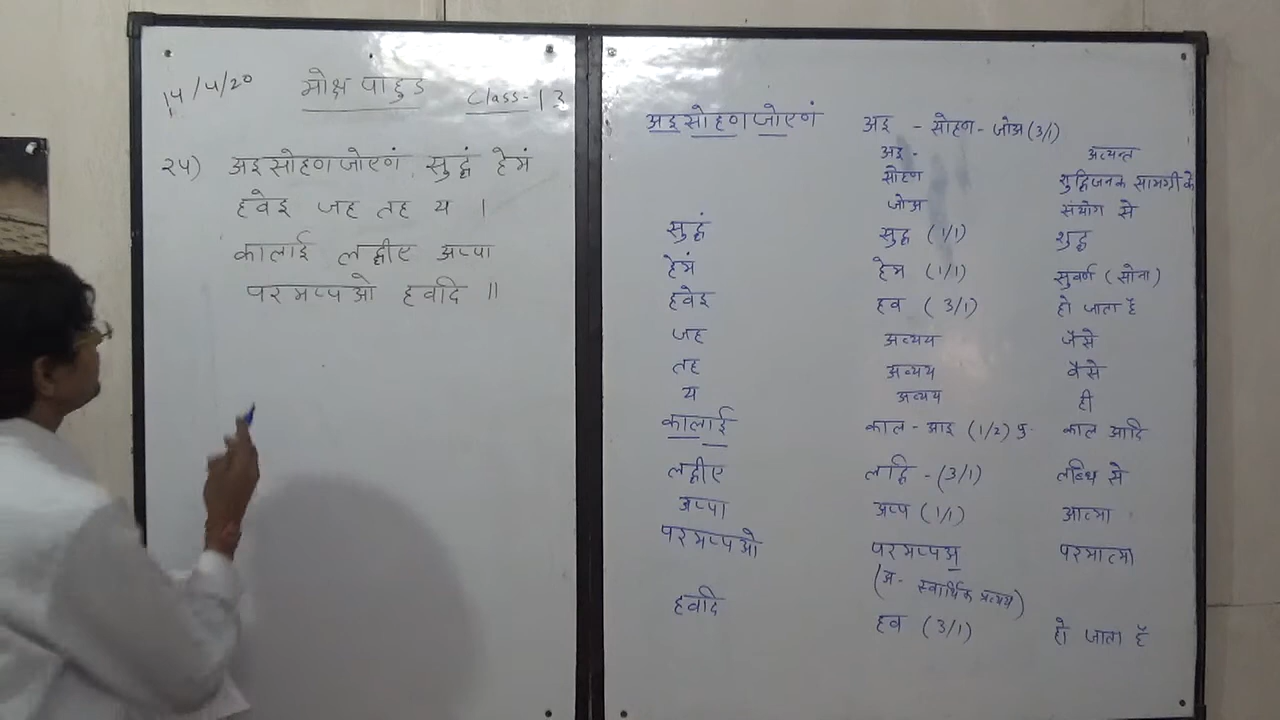 14/4/20 मोक्ष पाहुड Class-13
२५) अइसोहणजोएणं सुद्धं हेमं
हवेइ जह तह य ।
कालाई लद्धीए अप्पा
परमप्पओ हवदि ॥
अइसोहणजोएणं अइ - सोहण - जोअ (3/1)
अइ - अत्यन्त
सोहण शुद्धिजनक सामग्री के
जोअ संयोग से
सुद्धं सुद्ध (1/1) शुद्ध
हेमं हेम (1/1) सुवर्ण (सोना)
हवेइ हव (3/1) हो जाता है
जह अव्यय जैसे
तह अव्यय वैसे
य अव्यय ही
कालाई काल - आइ (1/2) काल आदि
लद्धीए लद्धि - (3/1) लब्धि से
अप्पा अप्प (1/1) आत्मा
परमप्पओ परमप्पअ परमात्मा
(अ - स्वार्थिक प्रत्यय)
हवदि हव (3/1) हो जाता है